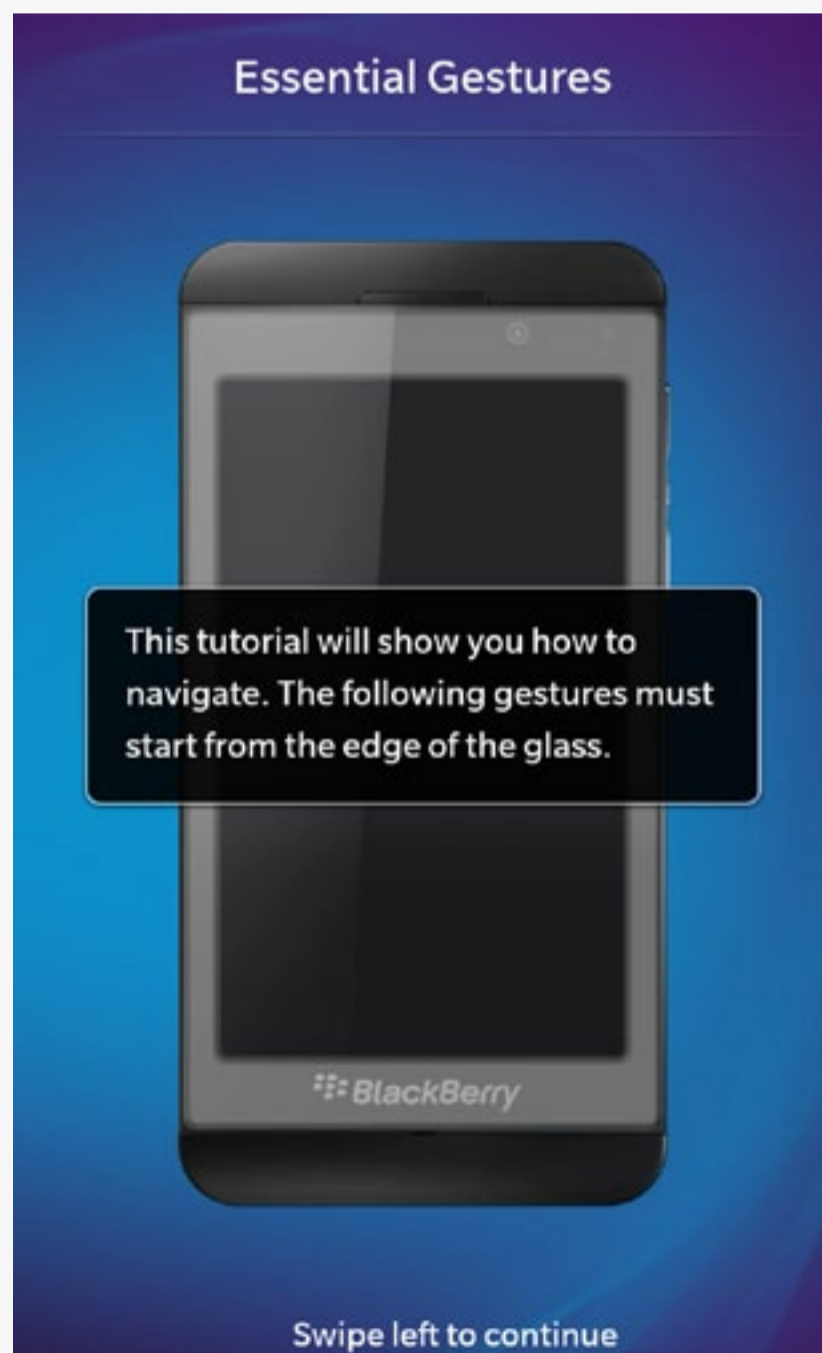 Essential Gestures
This tutorial will show you how to
navigate. The following gestures must
start from the edge of the glass.
BlackBerry
Swipe left to continue